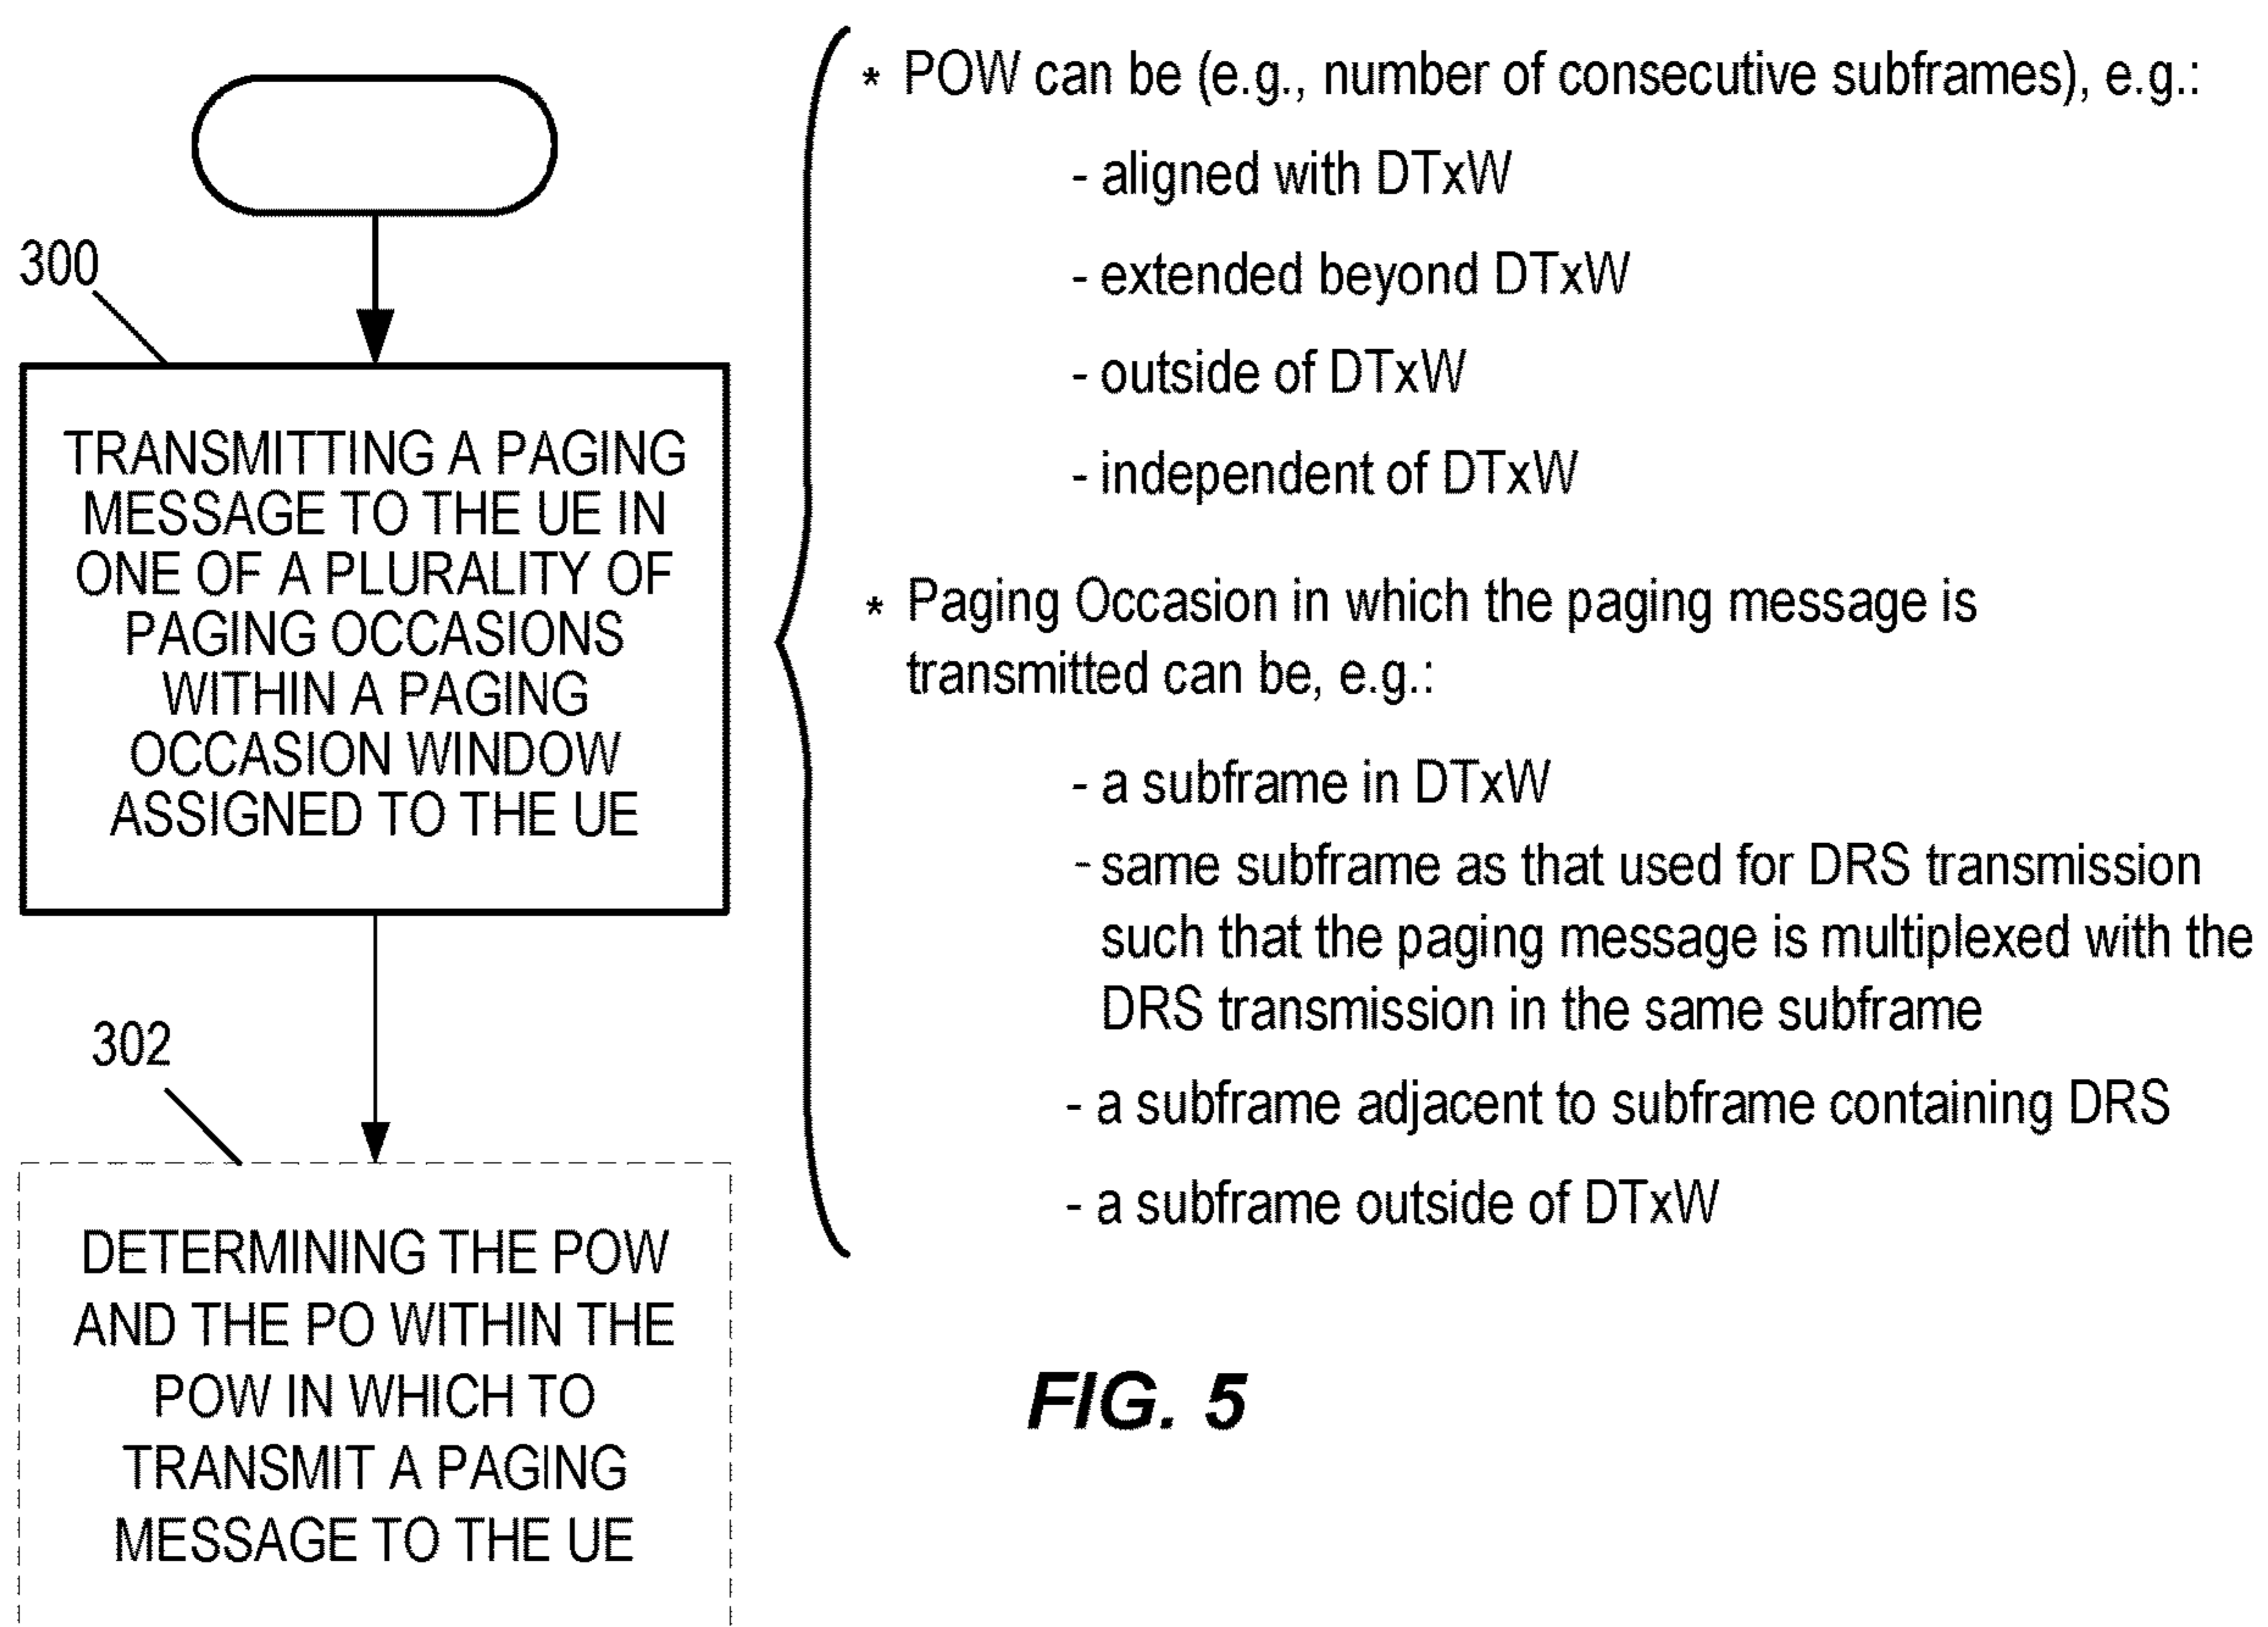 300
TRANSMITTING A PAGING
MESSAGE TO THE UE IN
ONE OF A PLURALITY OF
PAGING OCCASIONS
WITHIN A PAGING
OCCASION WINDOW
ASSIGNED TO THE UE
302
DETERMINING THE POW
AND THE PO WITHIN THE
POW IN WHICH TO
TRANSMIT A PAGING
MESSAGE TO THE UE
* POW can be (e.g., number of consecutive subframes), e.g.:
- aligned with DTxW
- extended beyond DTxW
- outside of DTxW
- independent of DTxW
* Paging Occasion in which the paging message is
transmitted can be, e.g.:
- a subframe in DTxW
- same subframe as that used for DRS transmission
such that the paging message is multiplexed with the
DRS transmission in the same subframe
- a subframe adjacent to subframe containing DRS
- a subframe outside of DTxW
FIG. 5